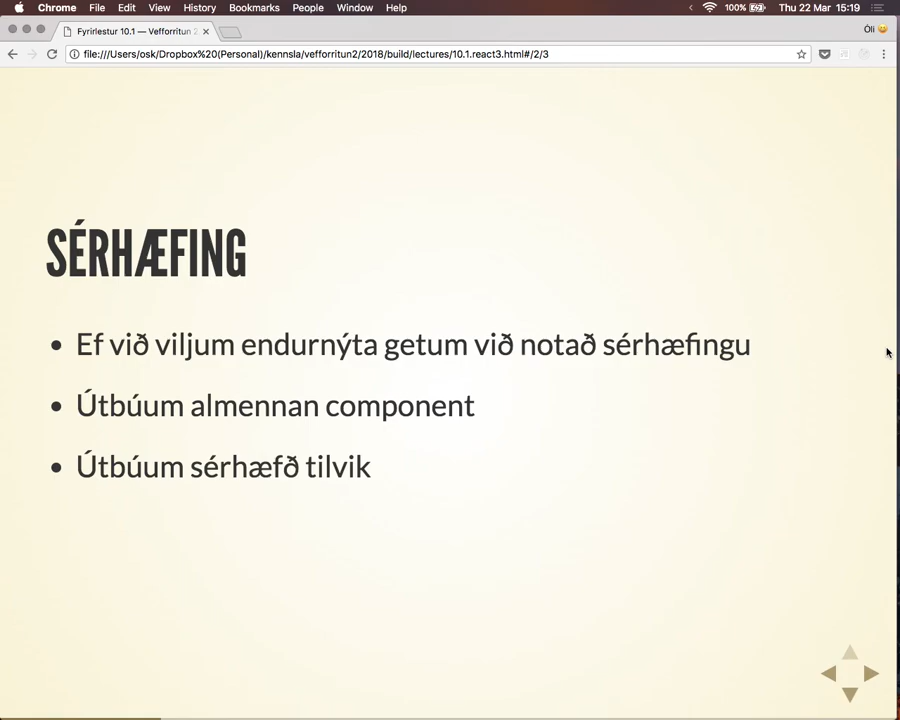 Chrome File Edit View History Bookmarks People Window Help 100% Thu 22 Mar 15:19
Fyrirlestur 10.1 — Vefforritun 2 Óli
file:///Users/osk/Dropbox%20(Personal)/kennsla/vefforritun2/2018/build/lectures/10.1.react3.html#/2/3
SÉRHÆFING
• Ef við viljum endurnýta getum við notað sérhæfingu
• Útbúum almennan component
• Útbúum sérhæfð tilvik